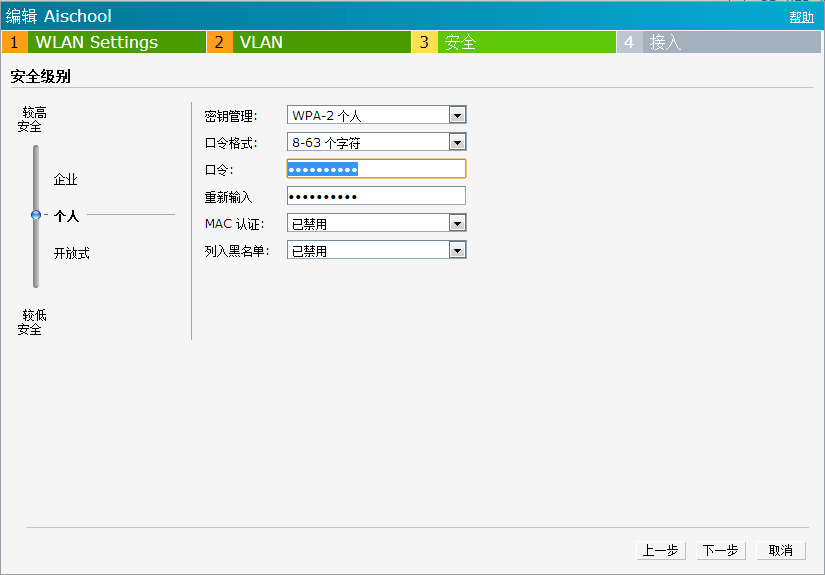 编辑 Aischool
帮助
1 WLAN Settings
2 VLAN
3 安全
4 接入
安全级别
较高
安全
企业
个人
开放式
较低
安全
密钥管理: WPA-2 个人
口令格式: 8-63 个字符
口令: ••••••••••
重新输入 ••••••••••
MAC 认证: 已禁用
列入黑名单: 已禁用
上一步 下一步 取消